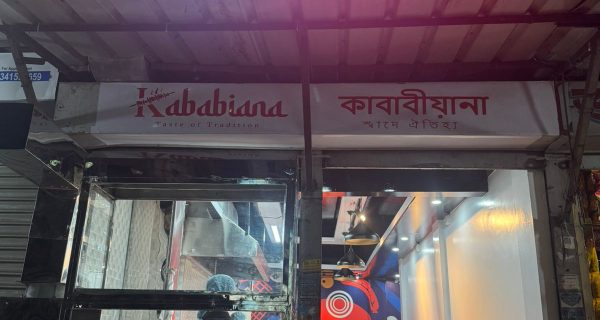 Kababiana
Taste of Tradition
কাবাবীয়ানা
স্বাদে ঐতিহ্য